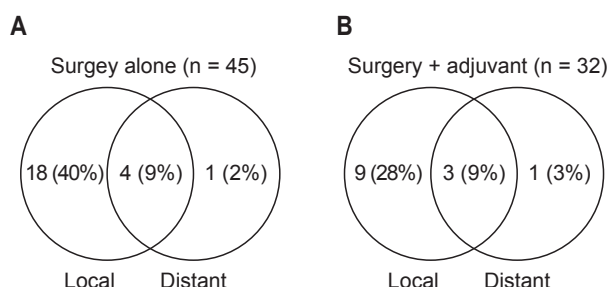 A
Surgey alone (n = 45)
18 (40%) 4 (9%) 1 (2%)
Local Distant
B
Surgery + adjuvant (n = 32)
9 (28%) 3 (9%) 1 (3%)
Local Distant